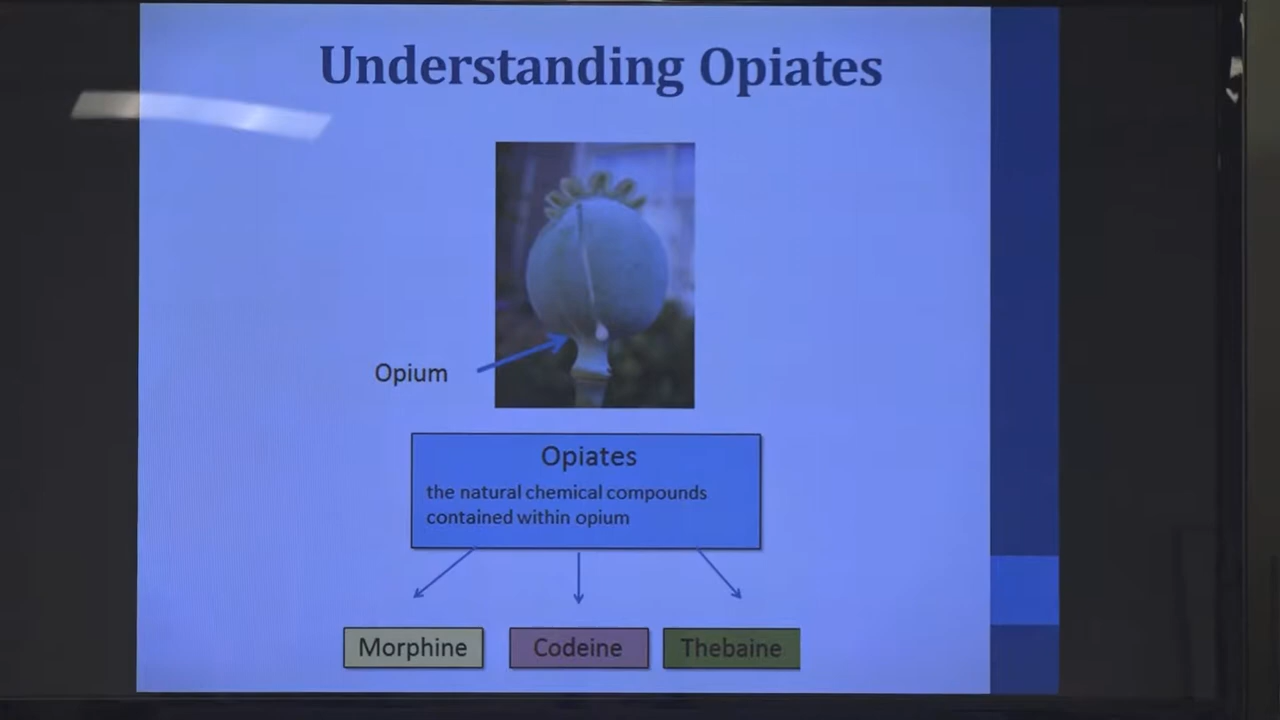 Understanding Opiates
Opium
Opiates
the natural chemical compounds
contained within opium
Morphine
Codeine
Thebaine